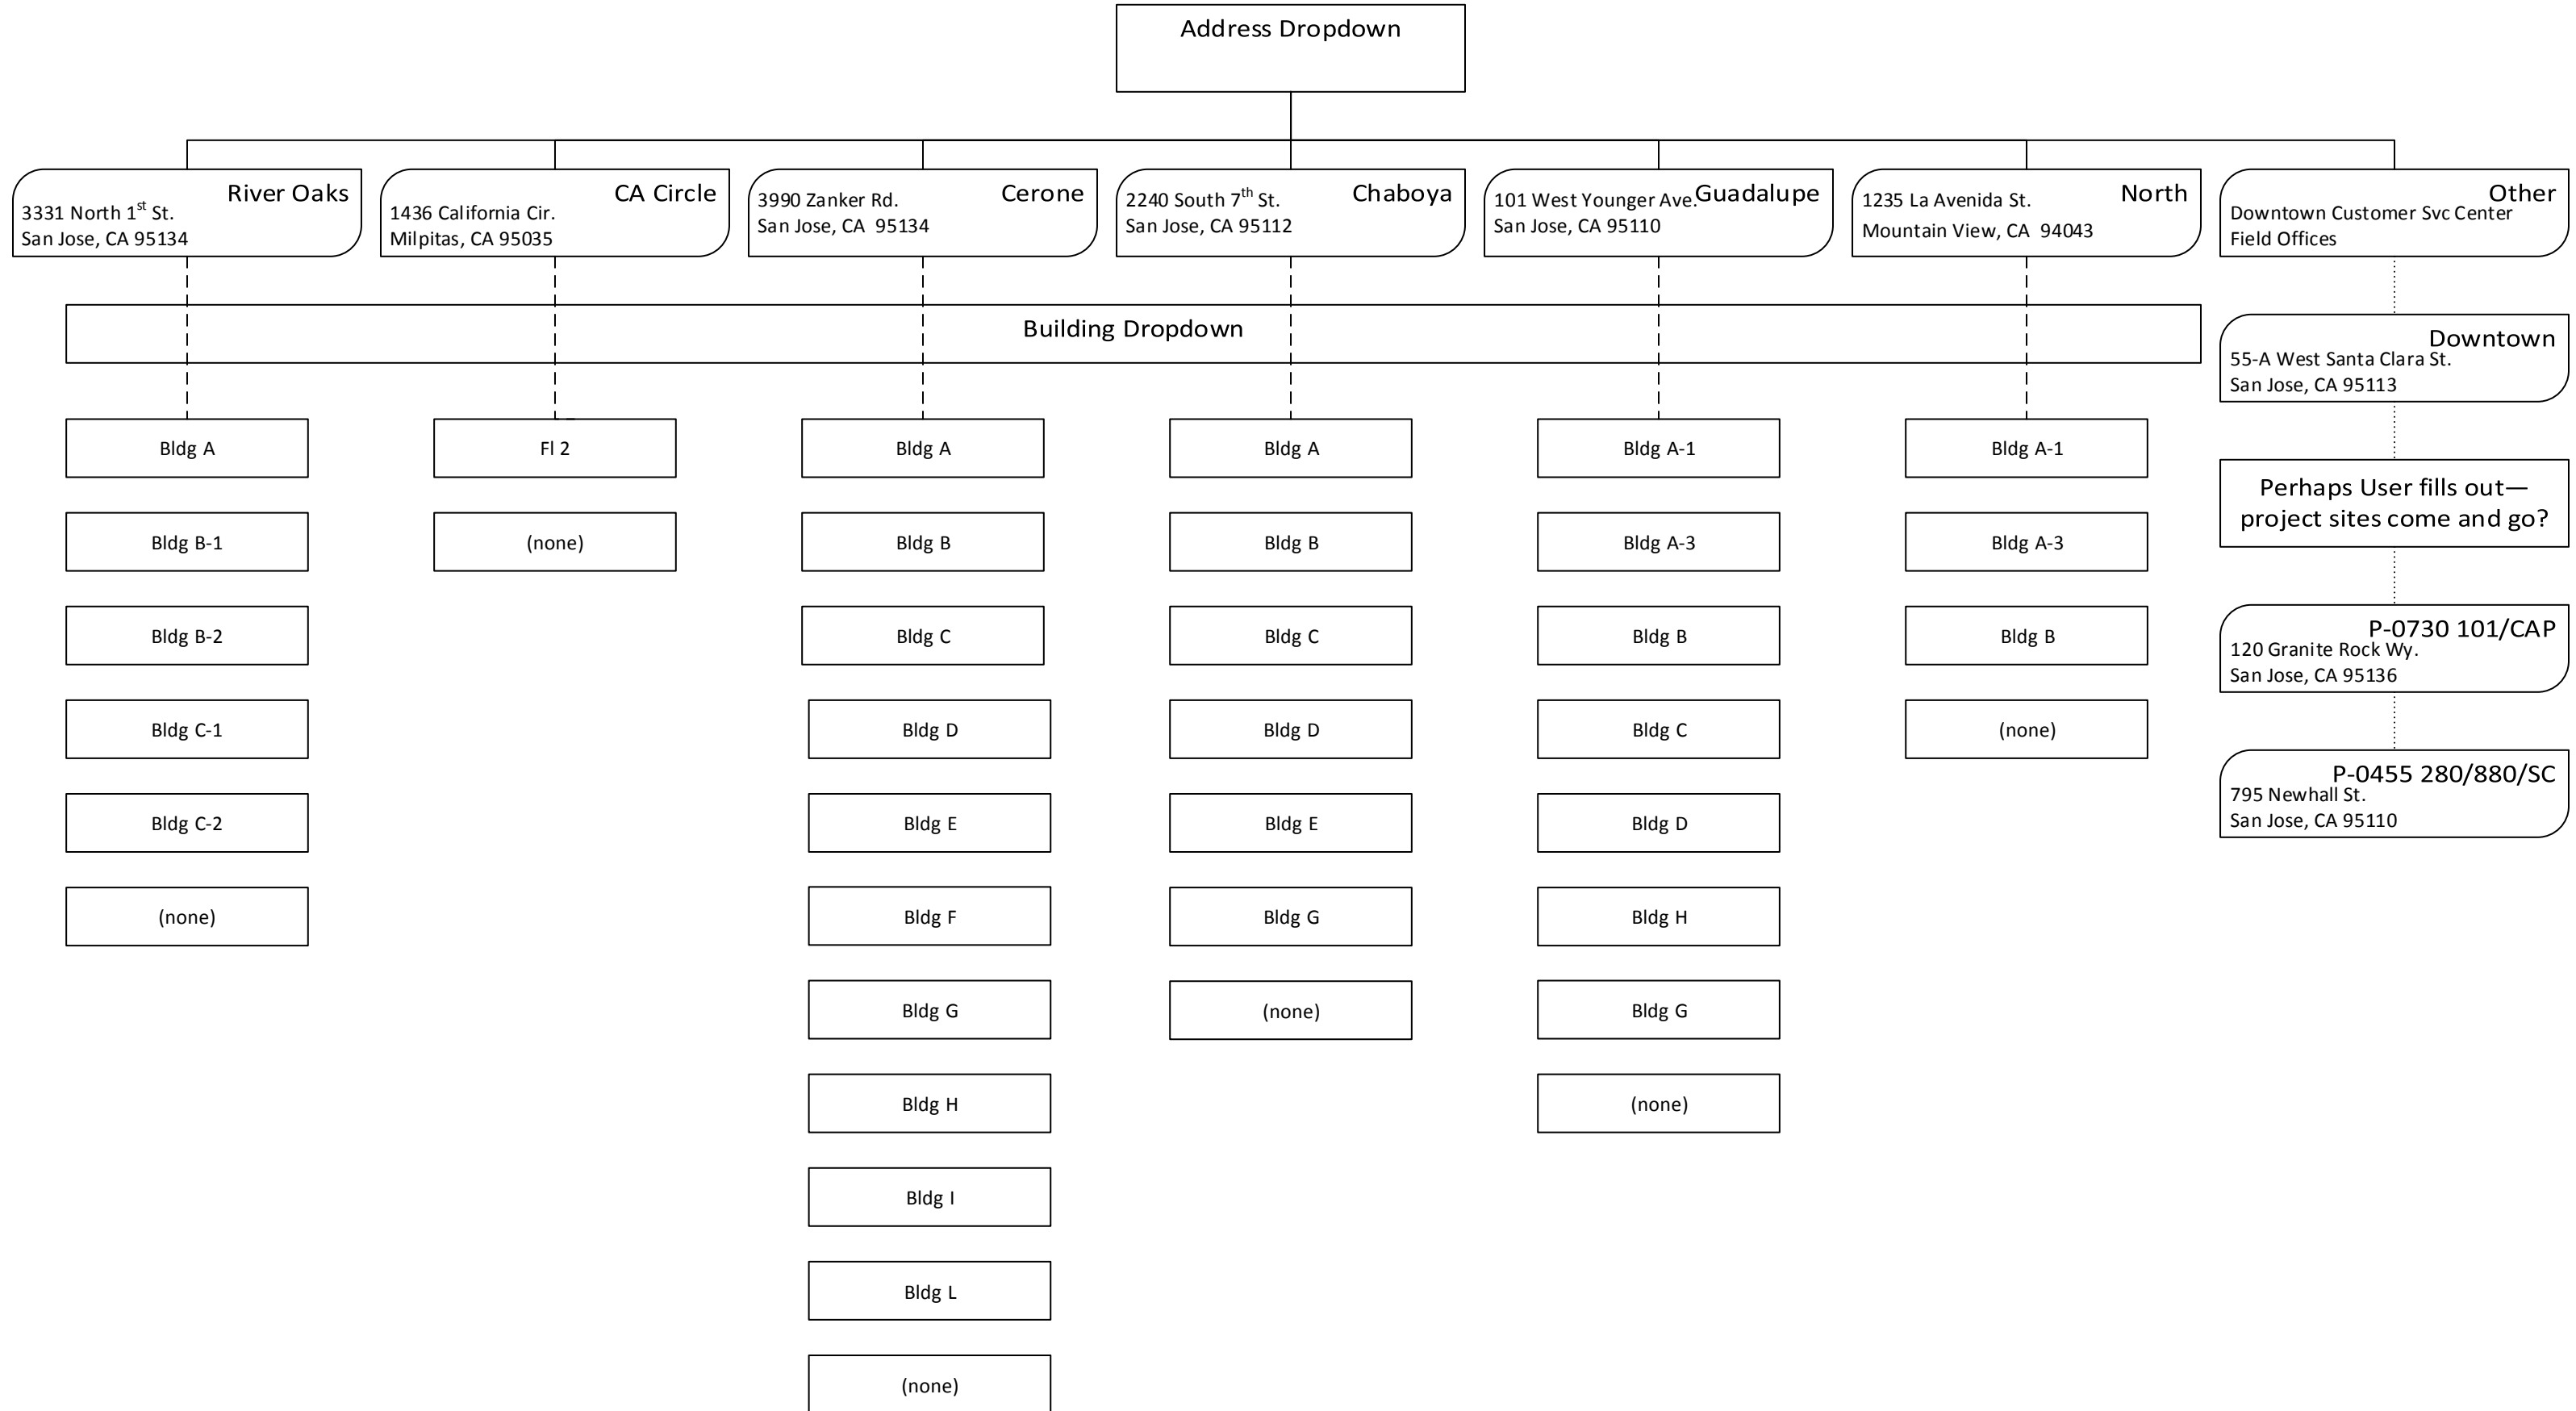 Address Dropdown
River Oaks
3331 North 1st St.
San Jose, CA 95134
CA Circle
1436 California Cir.
Milpitas, CA 95035
Cerone
3990 Zanker Rd.
San Jose, CA  95134
Chaboya
2240 South 7th St.
San Jose, CA 95112
Guadalupe
101 West Younger Ave.
San Jose, CA 95110
North
1235 La Avenida St.
Mountain View, CA  94043
Other
Downtown Customer Svc Center
Field Offices
Building Dropdown
Bldg A
Bldg B-1
Bldg B-2
Bldg C-1
Bldg C-2
(none)
Fl 2
(none)
Bldg A
Bldg B
Bldg C
Bldg D
Bldg E
Bldg F
Bldg G
Bldg H
Bldg I
Bldg L
(none)
Bldg A
Bldg B
Bldg C
Bldg D
Bldg E
Bldg G
(none)
Bldg A-1
Bldg A-3
Bldg B
Bldg C
Bldg D
Bldg H
Bldg G
(none)
Bldg A-1
Bldg A-3
Bldg B
(none)
Downtown
55-A West Santa Clara St.
San Jose, CA 95113
Perhaps User fills out—
project sites come and go?
P-0730 101/CAP
120 Granite Rock Wy.
San Jose, CA 95136
P-0455 280/880/SC
795 Newhall St.
San Jose, CA 95110